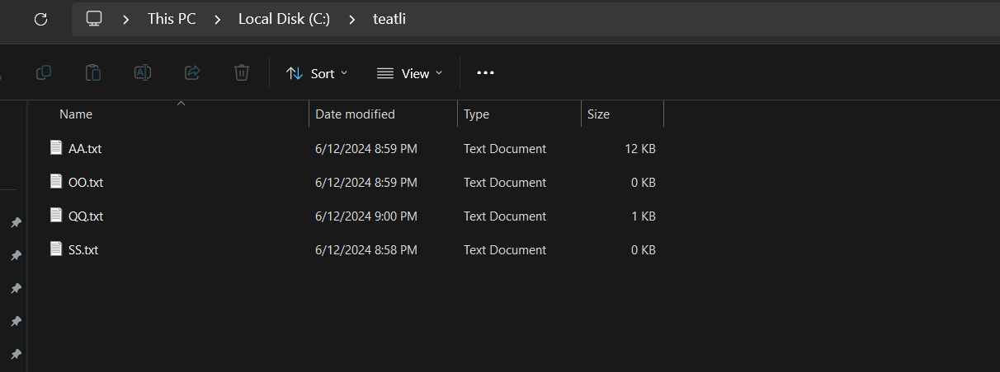 This PC > Local Disk (C:) > teatli
Sort View
Name Date modified Type Size
AA.txt 6/12/2024 8:59 PM Text Document 12 KB
OO.txt 6/12/2024 8:59 PM Text Document 0 KB
QQ.txt 6/12/2024 9:00 PM Text Document 1 KB
SS.txt 6/12/2024 8:58 PM Text Document 0 KB